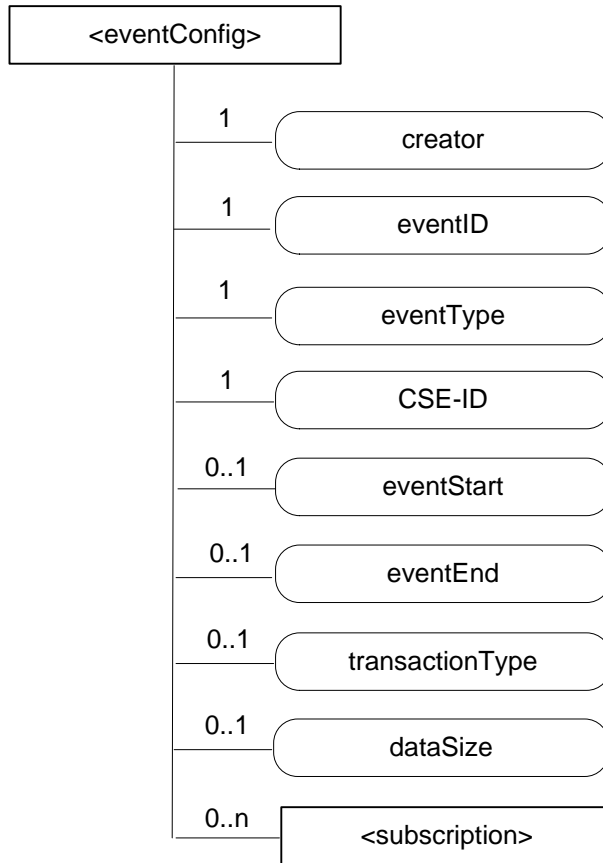 <eventConfig>
1
creator
1
eventID
1
eventType
1
CSE-ID
0..1
eventStart
0..1
eventEnd
0..1
transactionType
0..1
dataSize
0..n
<subscription>